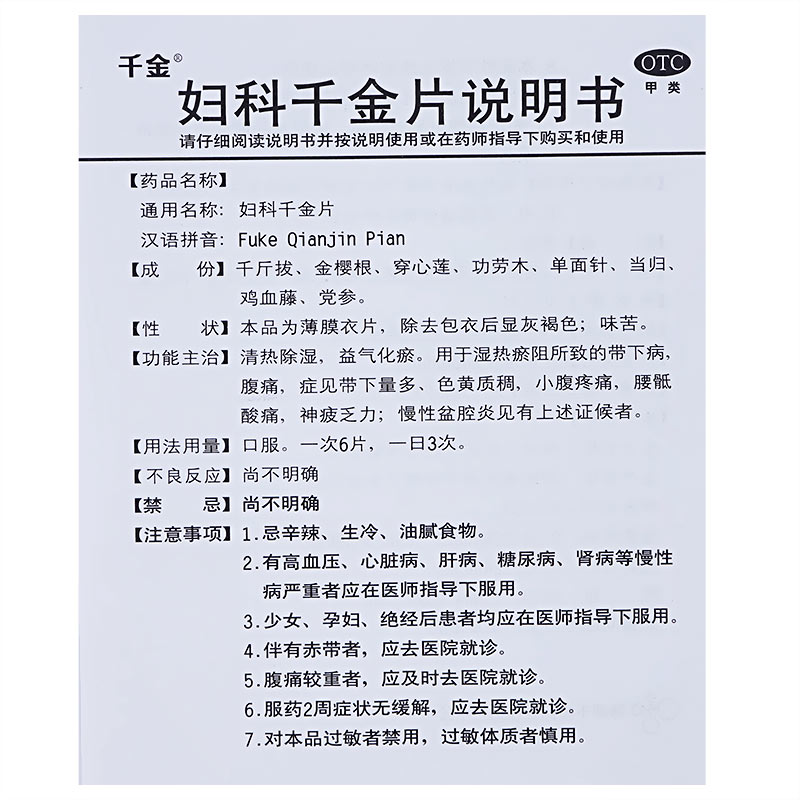 千金®
OTC
甲类
妇科千金片说明书
请仔细阅读说明书并按说明使用或在药师指导下购买和使用
【药品名称】
通用名称：妇科千金片
汉语拼音：Fuke Qianjin Pian
【成 份】千斤拔、金樱根、穿心莲、功劳木、单面针、当归、
鸡血藤、党参。
【性 状】本品为薄膜衣片，除去包衣后显灰褐色；味苦。
【功能主治】清热除湿，益气化瘀。用于湿热瘀阻所致的带下病，
腹痛，症见带下量多、色黄质稠，小腹疼痛，腰骶
酸痛，神疲乏力；慢性盆腔炎见有上述证候者。
【用法用量】口服。一次6片，一日3次。
【不良反应】尚不明确
【禁 忌】尚不明确
【注意事项】1.忌辛辣、生冷、油腻食物。
2.有高血压、心脏病、肝病、糖尿病、肾病等慢性
病严重者应在医师指导下服用。
3.少女、孕妇、绝经后患者均应在医师指导下服用。
4.伴有赤带者，应去医院就诊。
5.腹痛较重者，应及时去医院就诊。
6.服药2周症状无缓解，应去医院就诊。
7.对本品过敏者禁用，过敏体质者慎用。